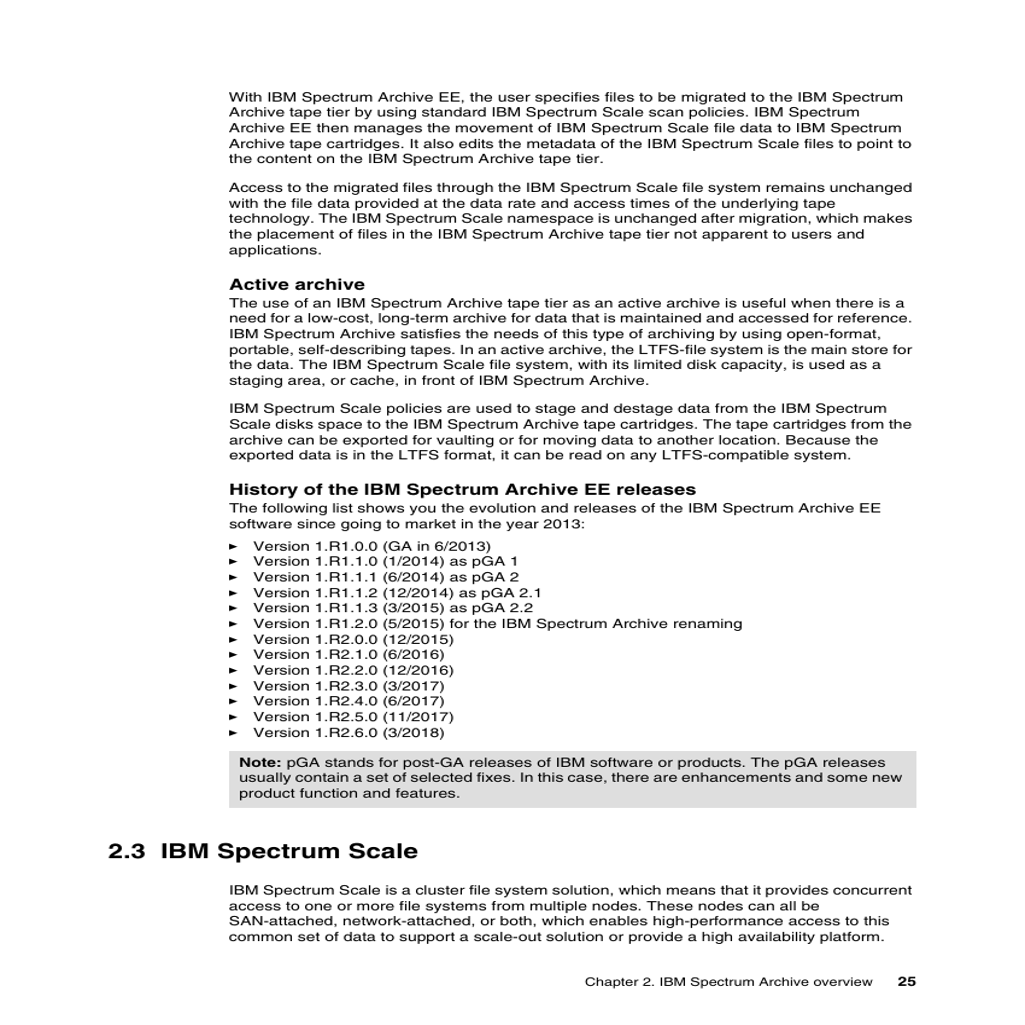 With IBM Spectrum Archive EE, the user specifies files to be migrated to the IBM Spectrum
Archive tape tier by using standard IBM Spectrum Scale scan policies. IBM Spectrum
Archive EE then manages the movement of IBM Spectrum Scale file data to IBM Spectrum
Archive tape cartridges. It also edits the metadata of the IBM Spectrum Scale files to point to
the content on the IBM Spectrum Archive tape tier.
Access to the migrated files through the IBM Spectrum Scale file system remains unchanged
with the file data provided at the data rate and access times of the underlying tape
technology. The IBM Spectrum Scale namespace is unchanged after migration, which makes
the placement of files in the IBM Spectrum Archive tape tier not apparent to users and
applications.
Active archive
The use of an IBM Spectrum Archive tape tier as an active archive is useful when there is a
need for a low-cost, long-term archive for data that is maintained and accessed for reference.
IBM Spectrum Archive satisfies the needs of this type of archiving by using open-format,
portable, self-describing tapes. In an active archive, the LTFS-file system is the main store for
the data. The IBM Spectrum Scale file system, with its limited disk capacity, is used as a
staging area, or cache, in front of IBM Spectrum Archive.
IBM Spectrum Scale policies are used to stage and destage data from the IBM Spectrum
Scale disks space to the IBM Spectrum Archive tape cartridges. The tape cartridges from the
archive can be exported for vaulting or for moving data to another location. Because the
exported data is in the LTFS format, it can be read on any LTFS-compatible system.
History of the IBM Spectrum Archive EE releases
The following list shows you the evolution and releases of the IBM Spectrum Archive EE
software since going to market in the year 2013:
► Version 1.R1.0.0 (GA in 6/2013)
► Version 1.R1.1.0 (1/2014) as pGA 1
► Version 1.R1.1.1 (6/2014) as pGA 2
► Version 1.R1.1.2 (12/2014) as pGA 2.1
► Version 1.R1.1.3 (3/2015) as pGA 2.2
► Version 1.R1.2.0 (5/2015) for the IBM Spectrum Archive renaming
► Version 1.R2.0.0 (12/2015)
► Version 1.R2.1.0 (6/2016)
► Version 1.R2.2.0 (12/2016)
► Version 1.R2.3.0 (3/2017)
► Version 1.R2.4.0 (6/2017)
► Version 1.R2.5.0 (11/2017)
► Version 1.R2.6.0 (3/2018)
Note: pGA stands for post-GA releases of IBM software or products. The pGA releases
usually contain a set of selected fixes. In this case, there are enhancements and some new
product function and features.
2.3 IBM Spectrum Scale
IBM Spectrum Scale is a cluster file system solution, which means that it provides concurrent
access to one or more file systems from multiple nodes. These nodes can all be
SAN-attached, network-attached, or both, which enables high-performance access to this
common set of data to support a scale-out solution or provide a high availability platform.
Chapter 2. IBM Spectrum Archive overview 25